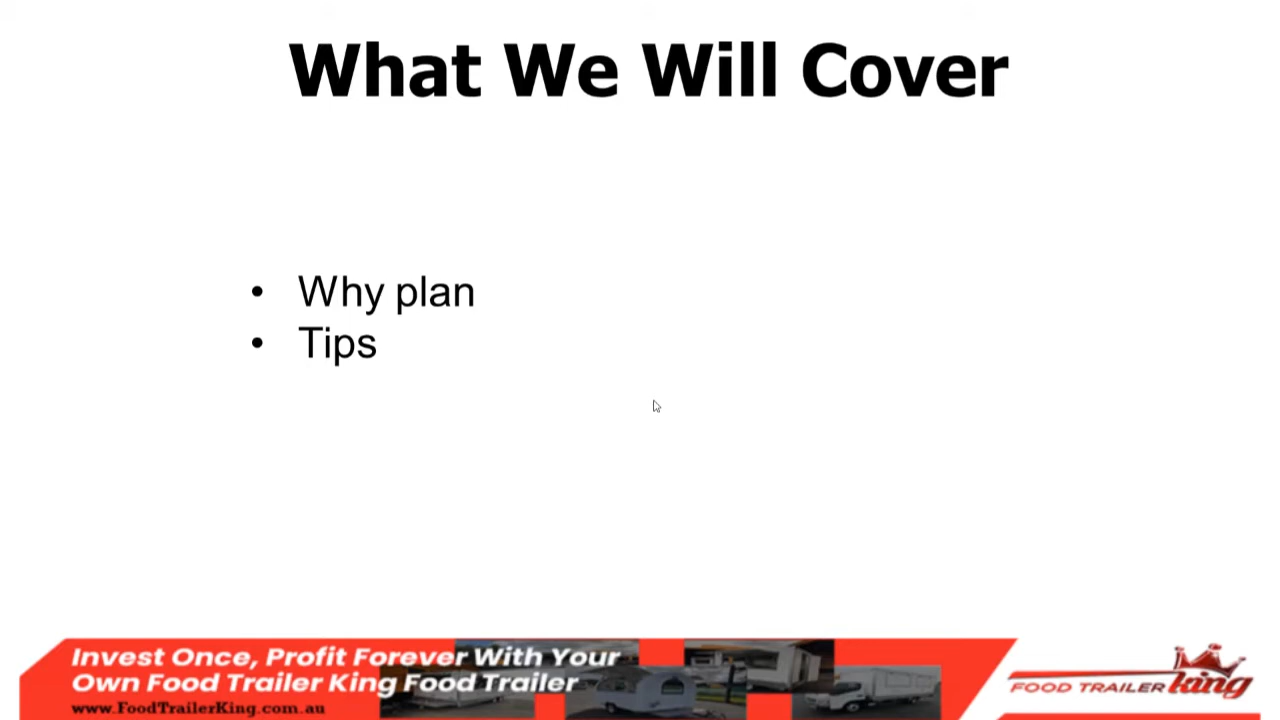 What We Will Cover
• Why plan
• Tips
Invest Once, Profit Forever With Your
Own Food Trailer King Food Trailer
www.FoodTrailerKing.com.au
FOOD TRAILER king